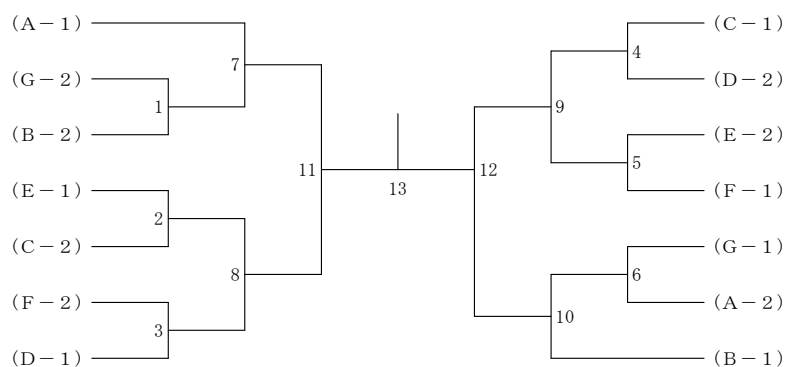 (A－1)
(G－2)
(B－2)
(E－1)
(C－2)
(F－2)
(D－1)
1
2
3
7
8
11
13
12
9
10
4
5
6
(C－1)
(D－2)
(E－2)
(F－1)
(G－1)
(A－2)
(B－1)